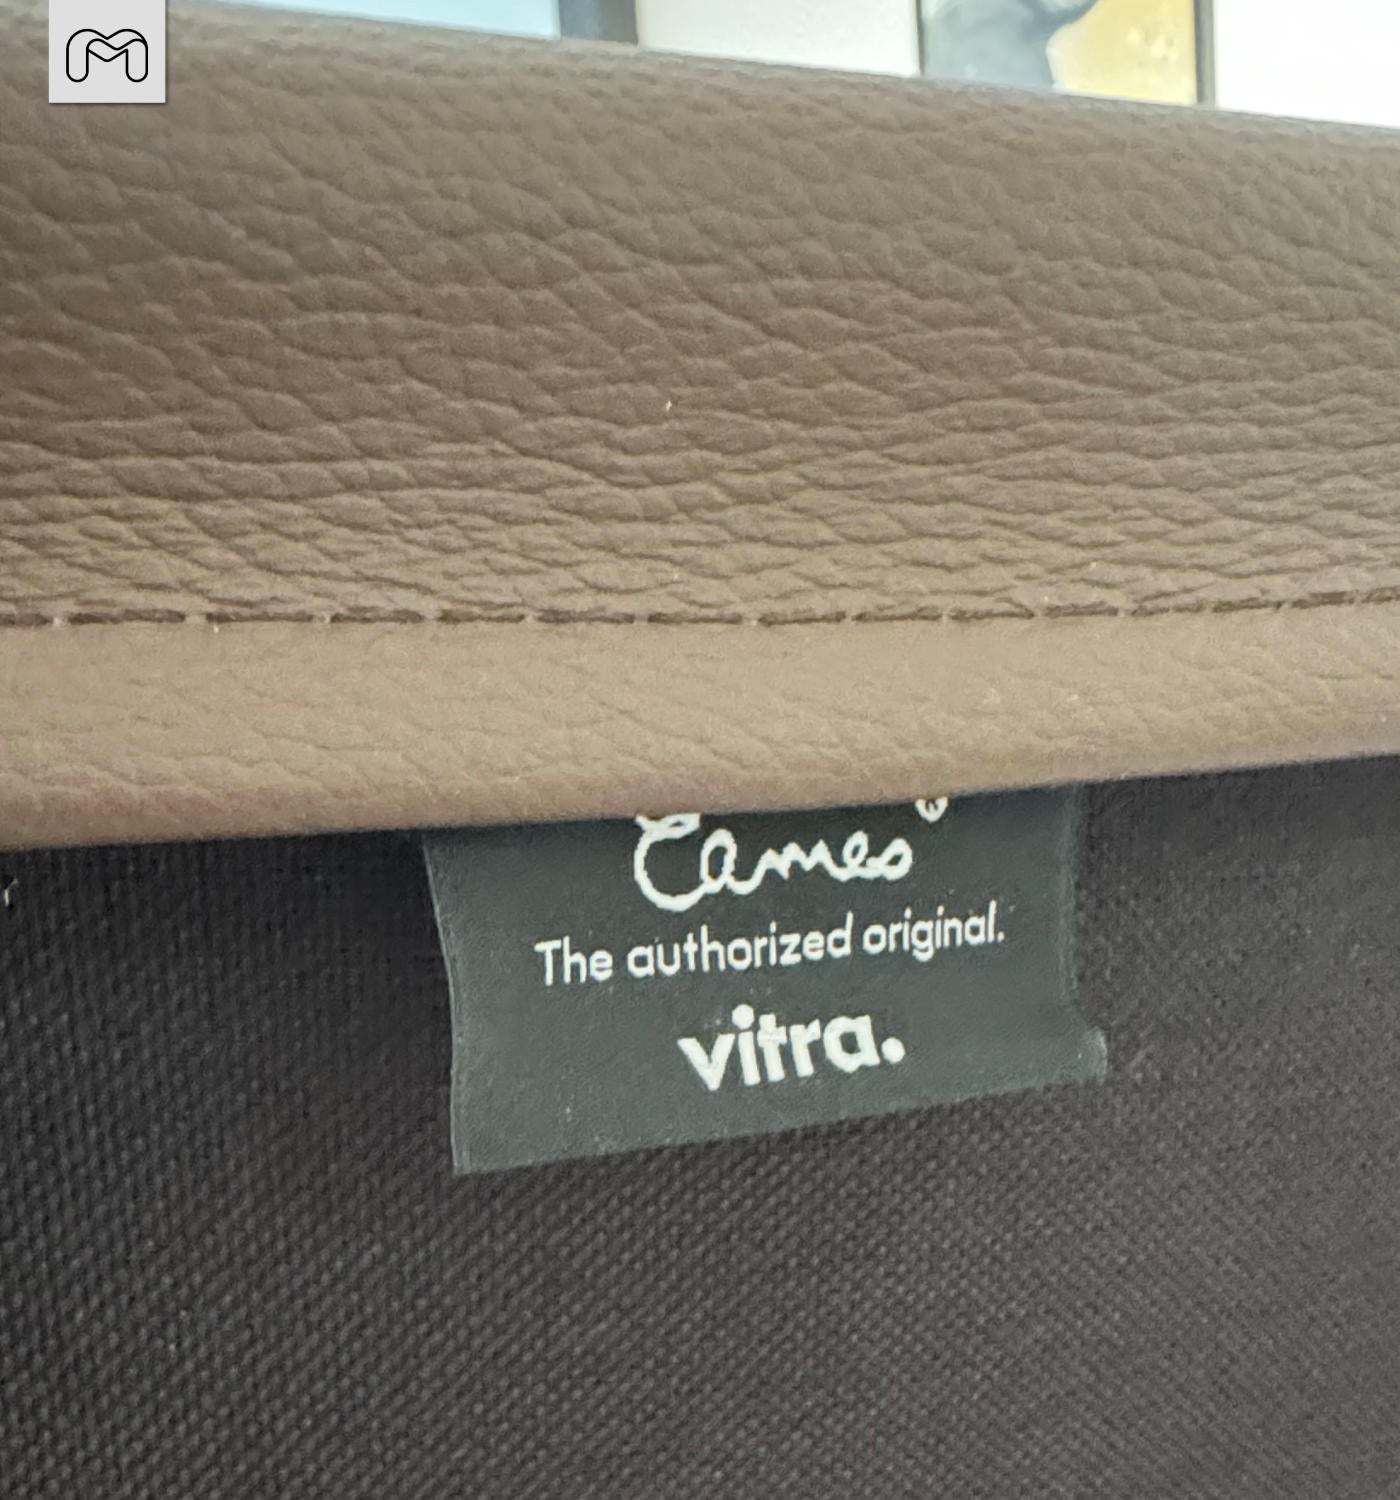 Eames®
The authorized original.
vitra.